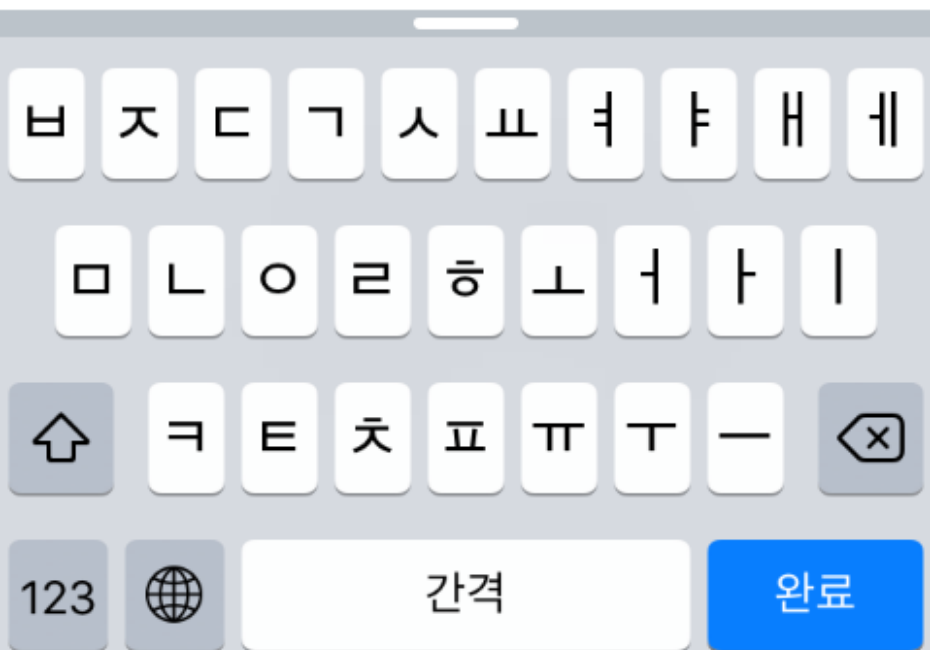 ㅂ ㅈ ㄷ ㄱ ㅅ ㅛ ㅕ ㅑ ㅐ ㅔ
ㅁ ㄴ ㅇ ㄹ ㅎ ㅗ ㅓ ㅏ ㅣ
ㅋ ㅌ ㅊ ㅍ ㅠ ㅜ ㅡ
123 간격 완료